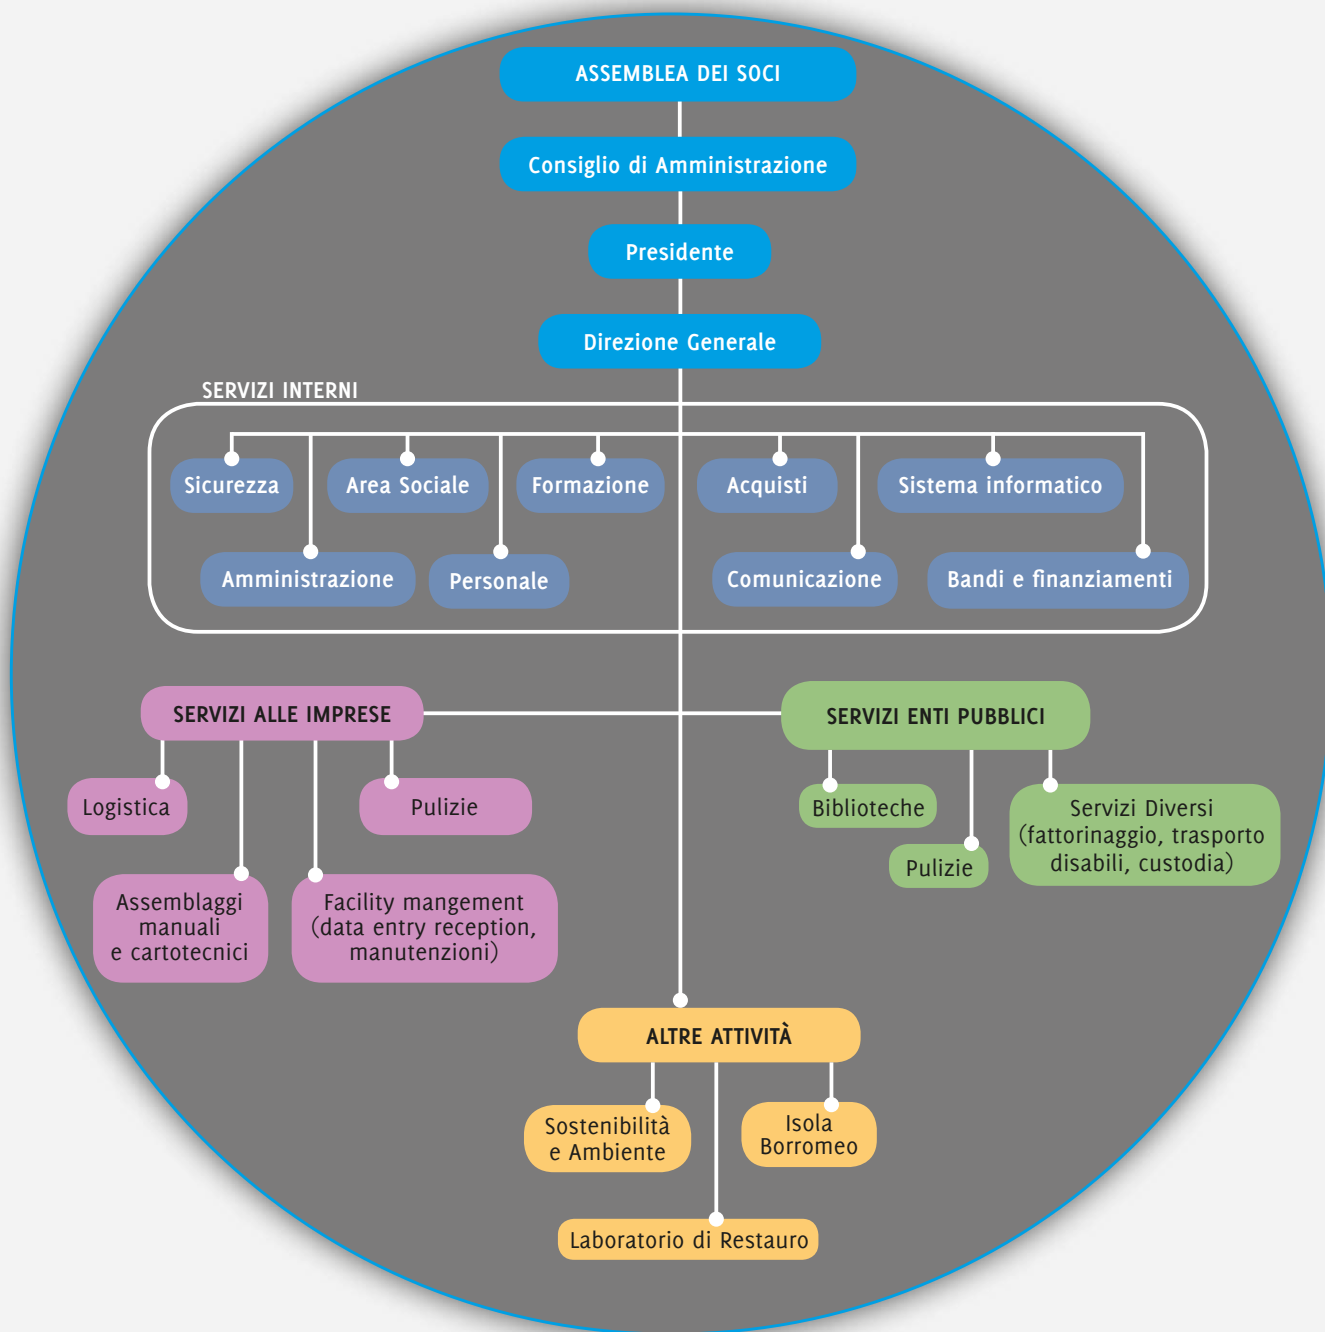 ASSEMBLEA DEI SOCI
Consiglio di Amministrazione
Presidente
Direzione Generale
SERVIZI INTERNI
Sicurezza
Area Sociale
Formazione
Acquisti
Sistema informatico
Amministrazione
Personale
Comunicazione
Bandi e finanziamenti
SERVIZI ALLE IMPRESE
Logistica
Pulizie
Assemblaggi
manuali
e cartotecnici
Facility mangement
(data entry reception,
manutenzioni)
SERVIZI ENTI PUBBLICI
Biblioteche
Pulizie
Servizi Diversi
(fattorinaggio, trasporto
disabili, custodia)
ALTRE ATTIVITÀ
Sostenibilità
e Ambiente
Isola
Borromeo
Laboratorio di Restauro